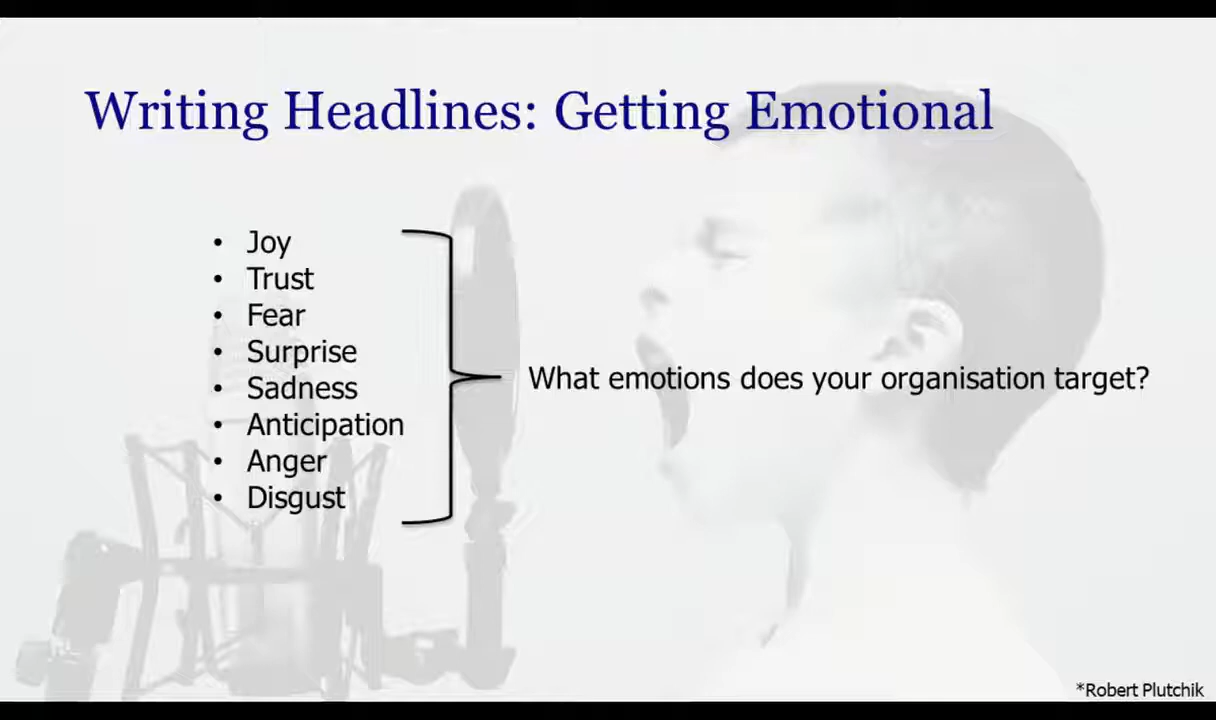 Writing Headlines: Getting Emotional
• Joy
• Trust
• Fear
• Surprise
• Sadness
• Anticipation
• Anger
• Disgust
What emotions does your organisation target?
*Robert Plutchik